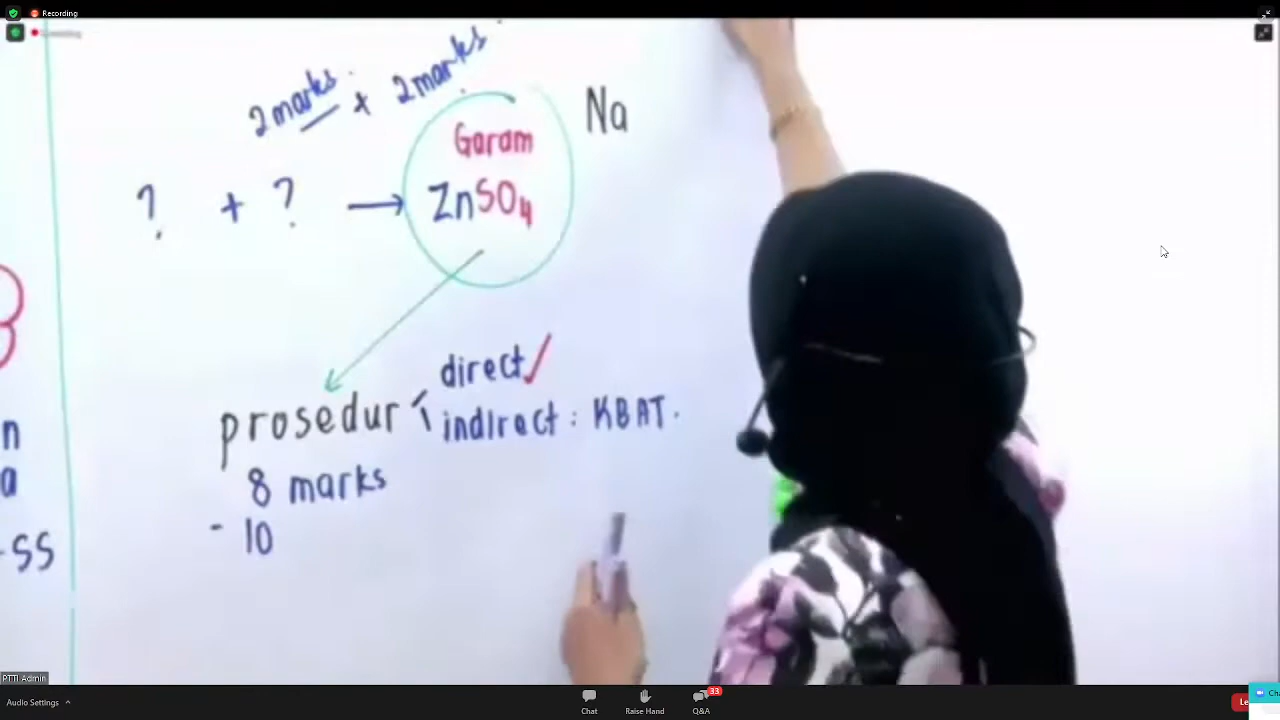 Recording
2 marks + 2 marks
Garam
Na
? + ? → ZnSO4
direct ✓
prosedur
indirect : KBAT.
8 marks
- 10
n
a
-SS
PTTI Admin
Audio Settings
Chat
Raise Hand
Q&A
33